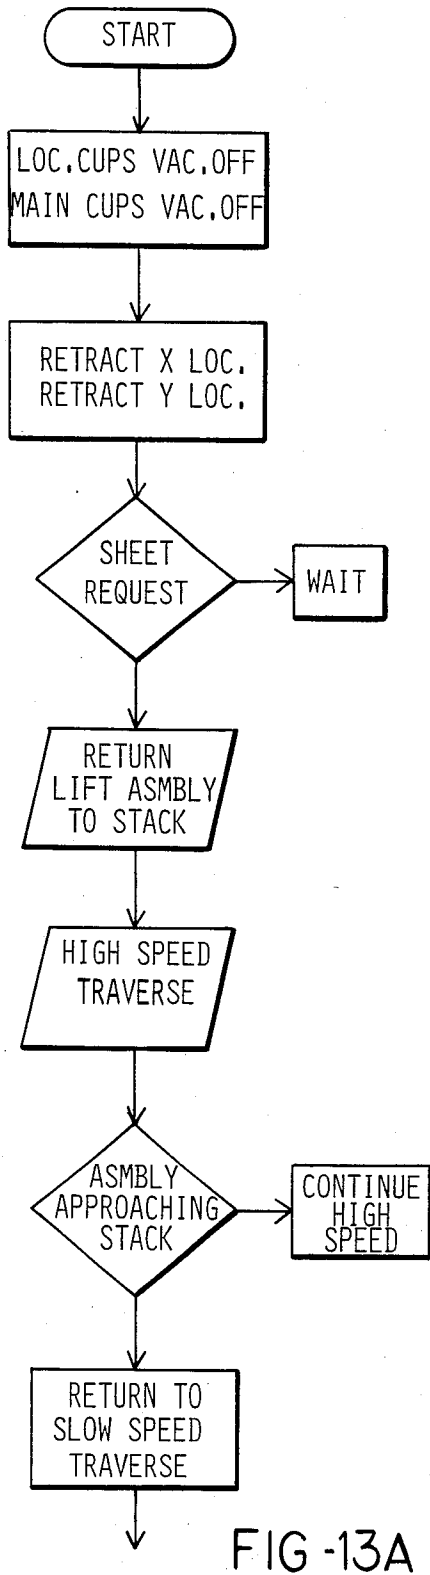 START
LOC.CUPS VAC.OFF
MAIN CUPS VAC.OFF
RETRACT X LOC.
RETRACT Y LOC.
SHEET
REQUEST
WAIT
RETURN
LIFT ASMBLY
TO STACK
HIGH SPEED
TRAVERSE
ASMBLY
APPROACHING
STACK
CONTINUE
HIGH
SPEED
RETURN TO
SLOW SPEED
TRAVERSE
FIG-13A